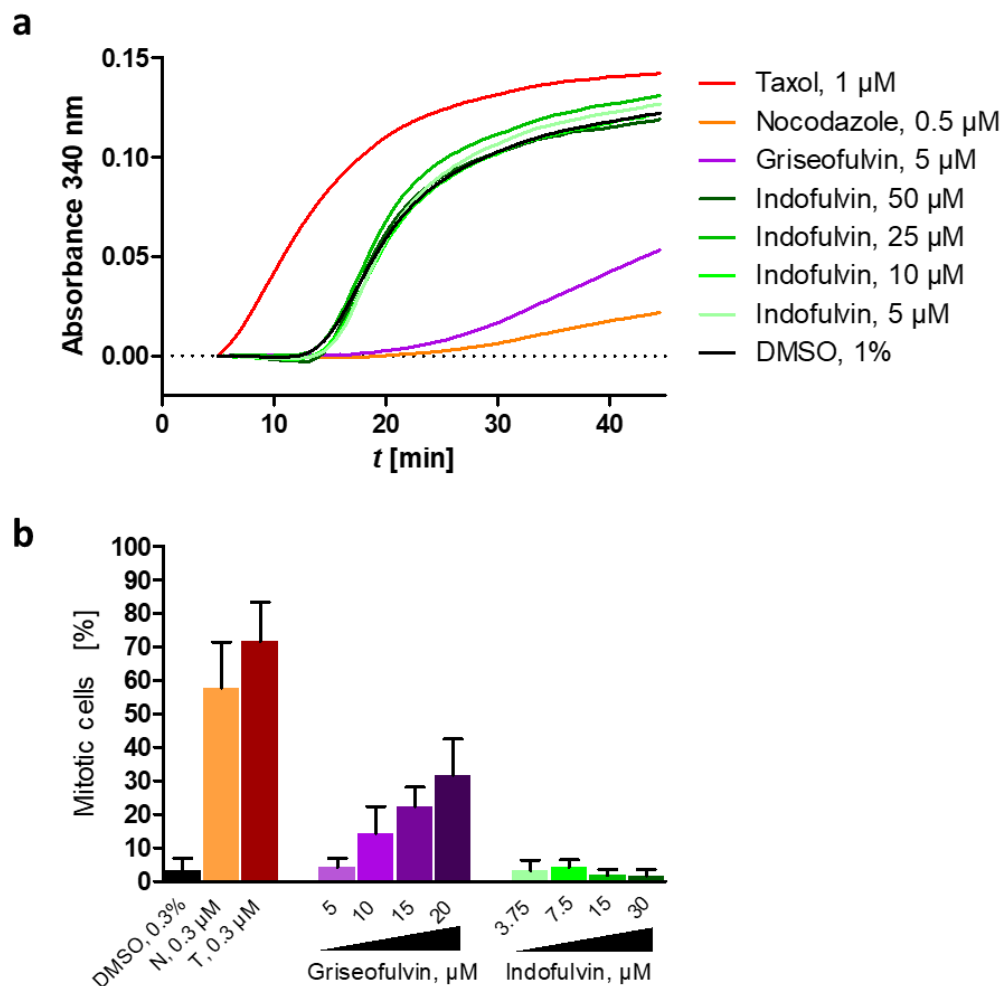 a
0.15
0.10
0.05
0.00
Absorbance 340 nm
0
10
20
30
40
t [min]
Taxol, 1 µM
Nocodazole, 0.5 µM
Griseofulvin, 5 µM
Indofulvin, 50 µM
Indofulvin, 25 µM
Indofulvin, 10 µM
Indofulvin, 5 µM
DMSO, 1%
b
100
90
80
70
60
50
40
30
20
10
0
Mitotic cells [%]
DMSO, 0.3%
N, 0.3 µM
T, 0.3 µM
5
10
15
20
Griseofulvin, µM
3.75
7.5
15
30
Indofulvin, µM